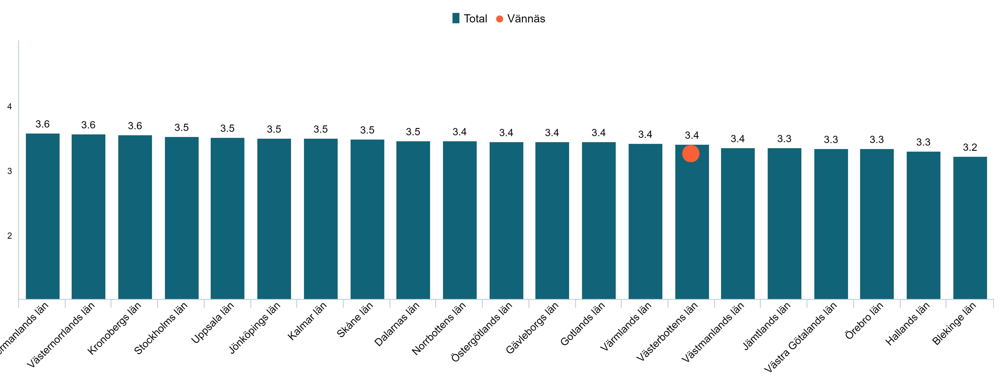 Total Vännäs
4
3
2
3.6 3.6 3.6 3.5 3.5 3.5 3.5 3.5 3.5 3.4 3.4 3.4 3.4 3.4 3.4 3.4 3.3 3.3 3.3 3.3 3.2
ermanlands län
Västernorrlands län
Kronobergs län
Stockholms län
Uppsala län
Jönköpings län
Kalmar län
Skåne län
Dalarnas län
Norrbottens län
Östergötlands län
Gävleborgs län
Gotlands län
Värmlands län
Västerbottens län
Västmanlands län
Jämtlands län
Västra Götalands län
Örebro län
Hallands län
Blekinge län